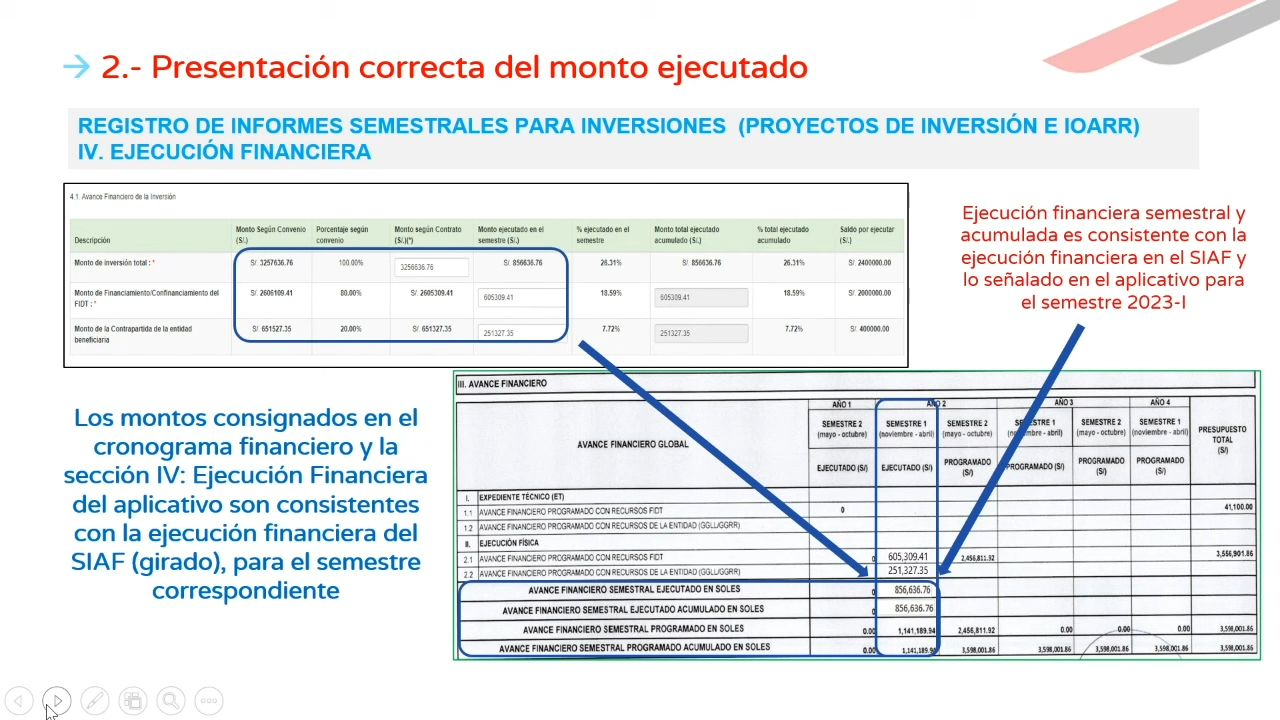 2.- Presentación correcta del monto ejecutado
REGISTRO DE INFORMES SEMESTRALES PARA INVERSIONES (PROYECTOS DE INVERSIÓN E IOARR)
IV. EJECUCIÓN FINANCIERA
4.1. Avance Financiero de la Inversión
Descripción | Monto Según Convenio (S/.) | Porcentaje según convenio | Monto según Contrato (S/.)(*) | Monto ejecutado en el semestre (S/.) | % ejecutado en el semestre | Monto total ejecutado acumulado (S/.) | % total ejecutado acumulado | Saldo por ejecutar (S/.)
Monto de inversión total : * | S/. 3257636.76 | 100.00% | 3256636.76 | S/. 856636.76 | 26.31% | S/. 856636.76 | 26.31% | S/. 2400000.00
Monto de Financiamiento/Confinanciamiento del FIDT : * | S/. 2606109.41 | 80.00% | S/. 2605309.41 | 605309.41 | 18.59% | 605309.41 | 18.59% | S/. 2000000.00
Monto de la Contrapartida de la entidad beneficiaria | S/. 651527.35 | 20.00% | S/. 651327.35 | 251327.35 | 7.72% | 251327.35 | 7.72% | S/. 400000.00
Ejecución financiera semestral y
acumulada es consistente con la
ejecución financiera en el SIAF y
lo señalado en el aplicativo para
el semestre 2023-I
Los montos consignados en el
cronograma financiero y la
sección IV: Ejecución Financiera
del aplicativo son consistentes
con la ejecución financiera del
SIAF (girado), para el semestre
correspondiente
III. AVANCE FINANCIERO
AVANCE FINANCIERO GLOBAL | AÑO 1 | AÑO 2 | AÑO 3 | AÑO 4 | PRESUPUESTO TOTAL (S/)
SEMESTRE 2 (mayo - octubre) | SEMESTRE 1 (noviembre - abril) | SEMESTRE 2 (mayo - octubre) | SEMESTRE 1 (noviembre - abril) | SEMESTRE 2 (mayo - octubre) | SEMESTRE 1 (noviembre - abril)
EJECUTADO (S/) | EJECUTADO (S/) | PROGRAMADO (S/) | PROGRAMADO (S/) | PROGRAMADO (S/) | PROGRAMADO (S/)
I. EXPEDIENTE TÉCNICO (ET)
1.1 AVANCE FINANCIERO PROGRAMADO CON RECURSOS FIDT | 0 | 41,100.00
1.2 AVANCE FINANCIERO PROGRAMADO CON RECURSOS DE LA ENTIDAD (GGLL/GGRR)
II. EJECUCIÓN FÍSICA
2.1 AVANCE FINANCIERO PROGRAMADO CON RECURSOS FIDT | 0 | 605,309.41 | 2,456,811.92 | 3,556,901.86
2.2 AVANCE FINANCIERO PROGRAMADO CON RECURSOS DE LA ENTIDAD (GGLL/GGRR) | 251,327.35
AVANCE FINANCIERO SEMESTRAL EJECUTADO EN SOLES | 0 | 856,636.76
AVANCE FINANCIERO SEMESTRAL EJECUTADO ACUMULADO EN SOLES | 0 | 856,636.76
AVANCE FINANCIERO SEMESTRAL PROGRAMADO EN SOLES | 0.00 | 1,141,189.94 | 2,456,811.92 | 0.00 | 0.00 | 0.00 | 3,598,001.86
AVANCE FINANCIERO SEMESTRAL PROGRAMADO ACUMULADO EN SOLES | 0.00 | 1,141,189.94 | 3,598,001.86 | 3,598,001.86 | 3,598,001.86 | 3,598,001.86 | 3,598,001.86